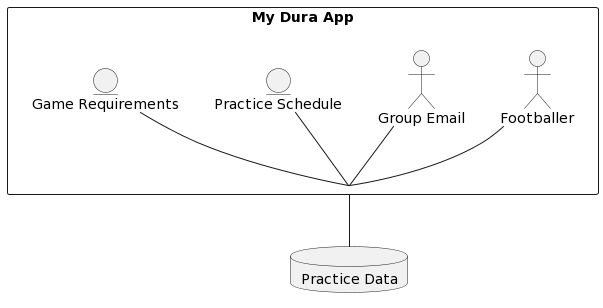 My Dura App
Game Requirements
Practice Schedule
Group Email
Footballer
Practice Data